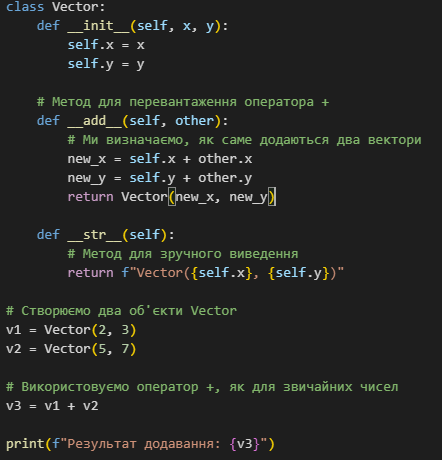 class Vector:
    def __init__(self, x, y):
        self.x = x
        self.y = y

    # Метод для перевантаження оператора +
    def __add__(self, other):
        # Ми визначаємо, як саме додаються два вектори
        new_x = self.x + other.x
        new_y = self.y + other.y
        return Vector(new_x, new_y)

    def __str__(self):
        # Метод для зручного виведення
        return f"Vector({self.x}, {self.y})"

# Створюємо два об'єкти Vector
v1 = Vector(2, 3)
v2 = Vector(5, 7)

# Використовуємо оператор +, як для звичайних чисел
v3 = v1 + v2

print(f"Результат додавання: {v3}")